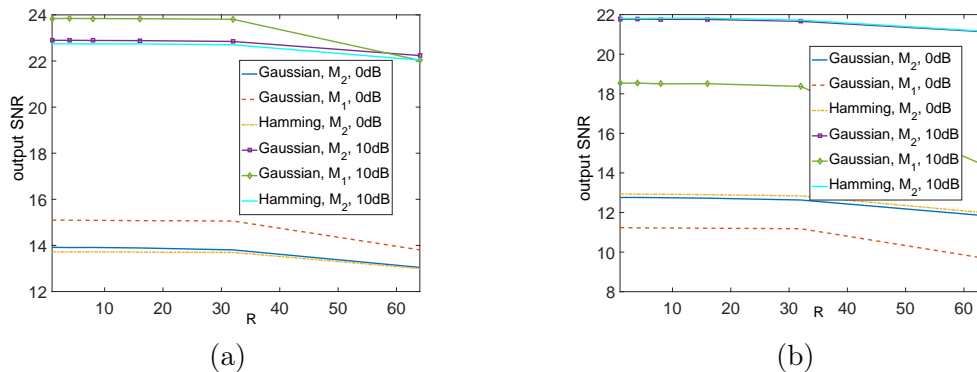 24
22
20
18
16
14
12
output SNR
10
20
30
40
50
60
R
Gaussian, M2, 0dB
Gaussian, M1, 0dB
Hamming, M2, 0dB
Gaussian, M2, 10dB
Gaussian, M1, 10dB
Hamming, M2, 10dB
(a)
22
20
18
16
14
12
10
8
output SNR
10
20
30
40
50
60
R
Gaussian, M2, 0dB
Gaussian, M1, 0dB
Hamming, M2, 0dB
Gaussian, M2, 10dB
Gaussian, M1, 10dB
Hamming, M2, 10dB
(b)